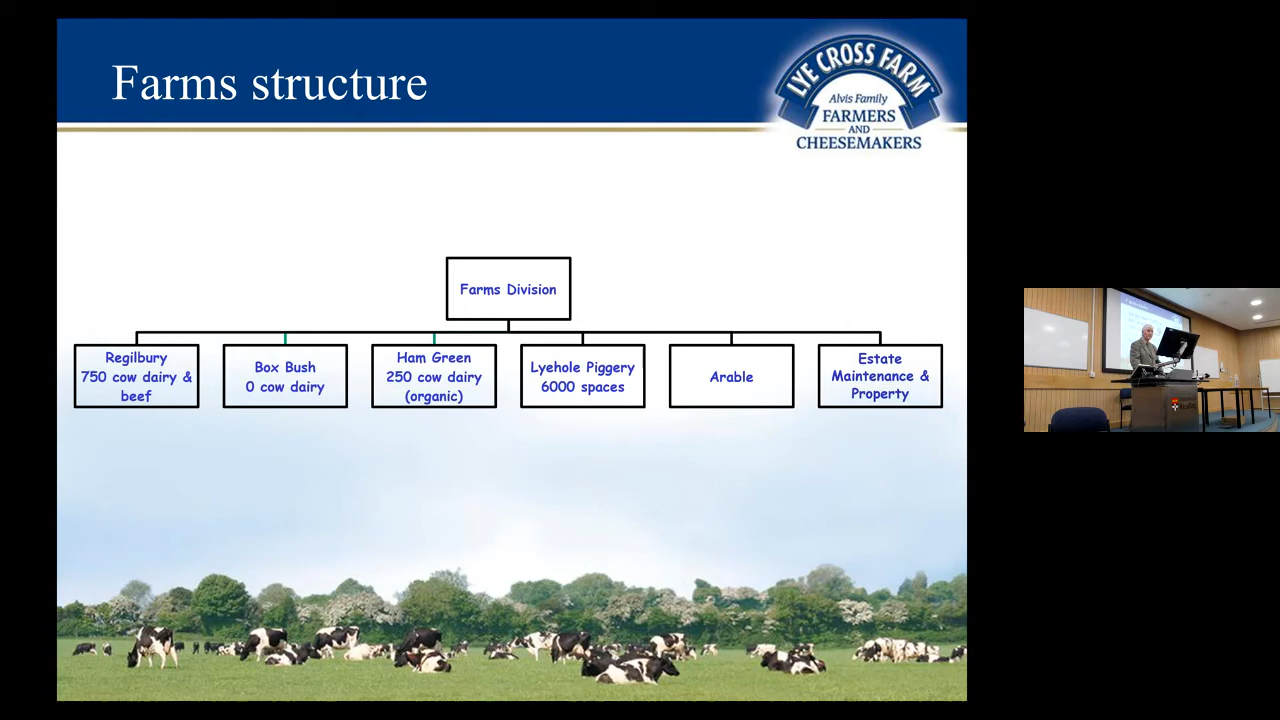 Farms structure
LYE CROSS FARM
Alvis Family
FARMERS
AND
CHEESEMAKERS
Farms Division
Regilbury
750 cow dairy &
beef
Box Bush
0 cow dairy
Ham Green
250 cow dairy
(organic)
Lyehole Piggery
6000 spaces
Arable
Estate
Maintenance &
Property